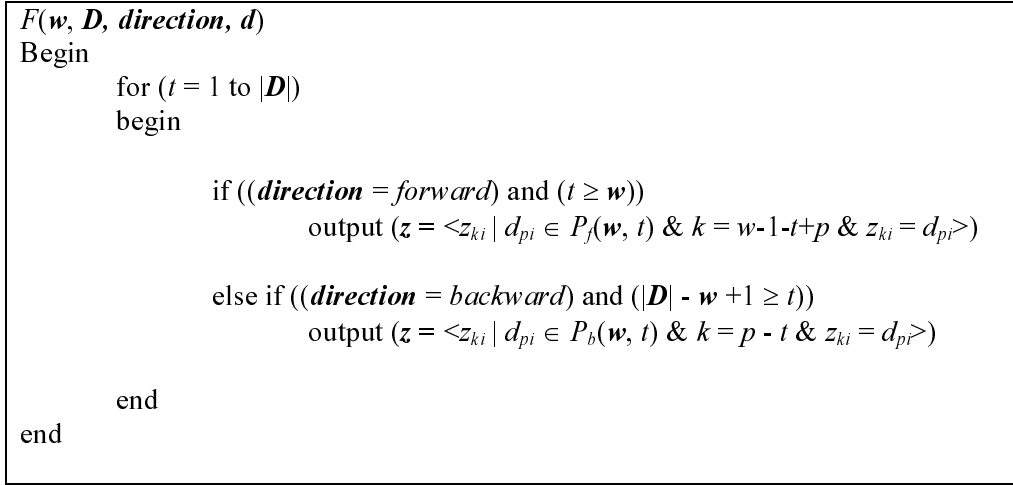 F(w, D, direction, d)
Begin
for (t = 1 to |D|)
begin
if ((direction = forward) and (t ≥ w))
output (z = <z_ki | d_pi ∈ P_f(w, t) & k = w-1-t+p & z_ki = d_pi>)
else if ((direction = backward) and (|D| - w +1 ≥ t))
output (z = <z_ki | d_pi ∈ P_b(w, t) & k = p - t & z_ki = d_pi>)
end
end